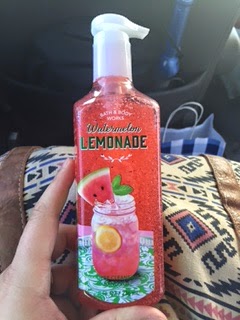 BATH & BODY
WORKS
Watermelon
LEMONADE